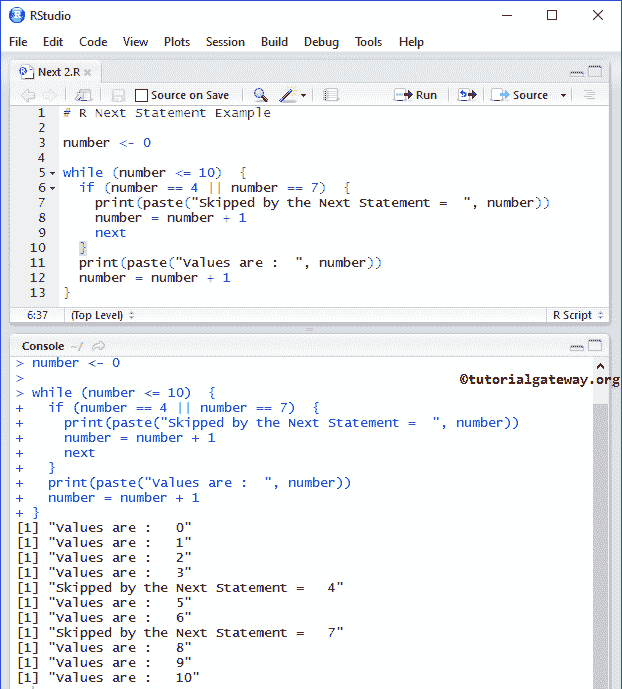 RStudio
File Edit Code View Plots Session Build Debug Tools Help
Next 2.R
Source on Save Run Source
1 # R Next Statement Example
2
3 number <- 0
4
5 while (number <= 10)  {
6   if (number == 4 || number == 7)  {
7     print(paste("Skipped by the Next Statement =  ", number))
8     number = number + 1
9     next
10   }
11   print(paste("Values are :  ", number))
12   number = number + 1
13 }
6:37 (Top Level) R Script
Console ~/
> number <- 0
>
©tutorialgateway.org
> while (number <= 10)  {
+   if (number == 4 || number == 7)  {
+     print(paste("Skipped by the Next Statement =  ", number))
+     number = number + 1
+     next
+   }
+   print(paste("Values are :  ", number))
+   number = number + 1
+ }
[1] "Values are :   0"
[1] "Values are :   1"
[1] "Values are :   2"
[1] "Values are :   3"
[1] "Skipped by the Next Statement =   4"
[1] "Values are :   5"
[1] "Values are :   6"
[1] "Skipped by the Next Statement =   7"
[1] "Values are :   8"
[1] "Values are :   9"
[1] "Values are :   10"